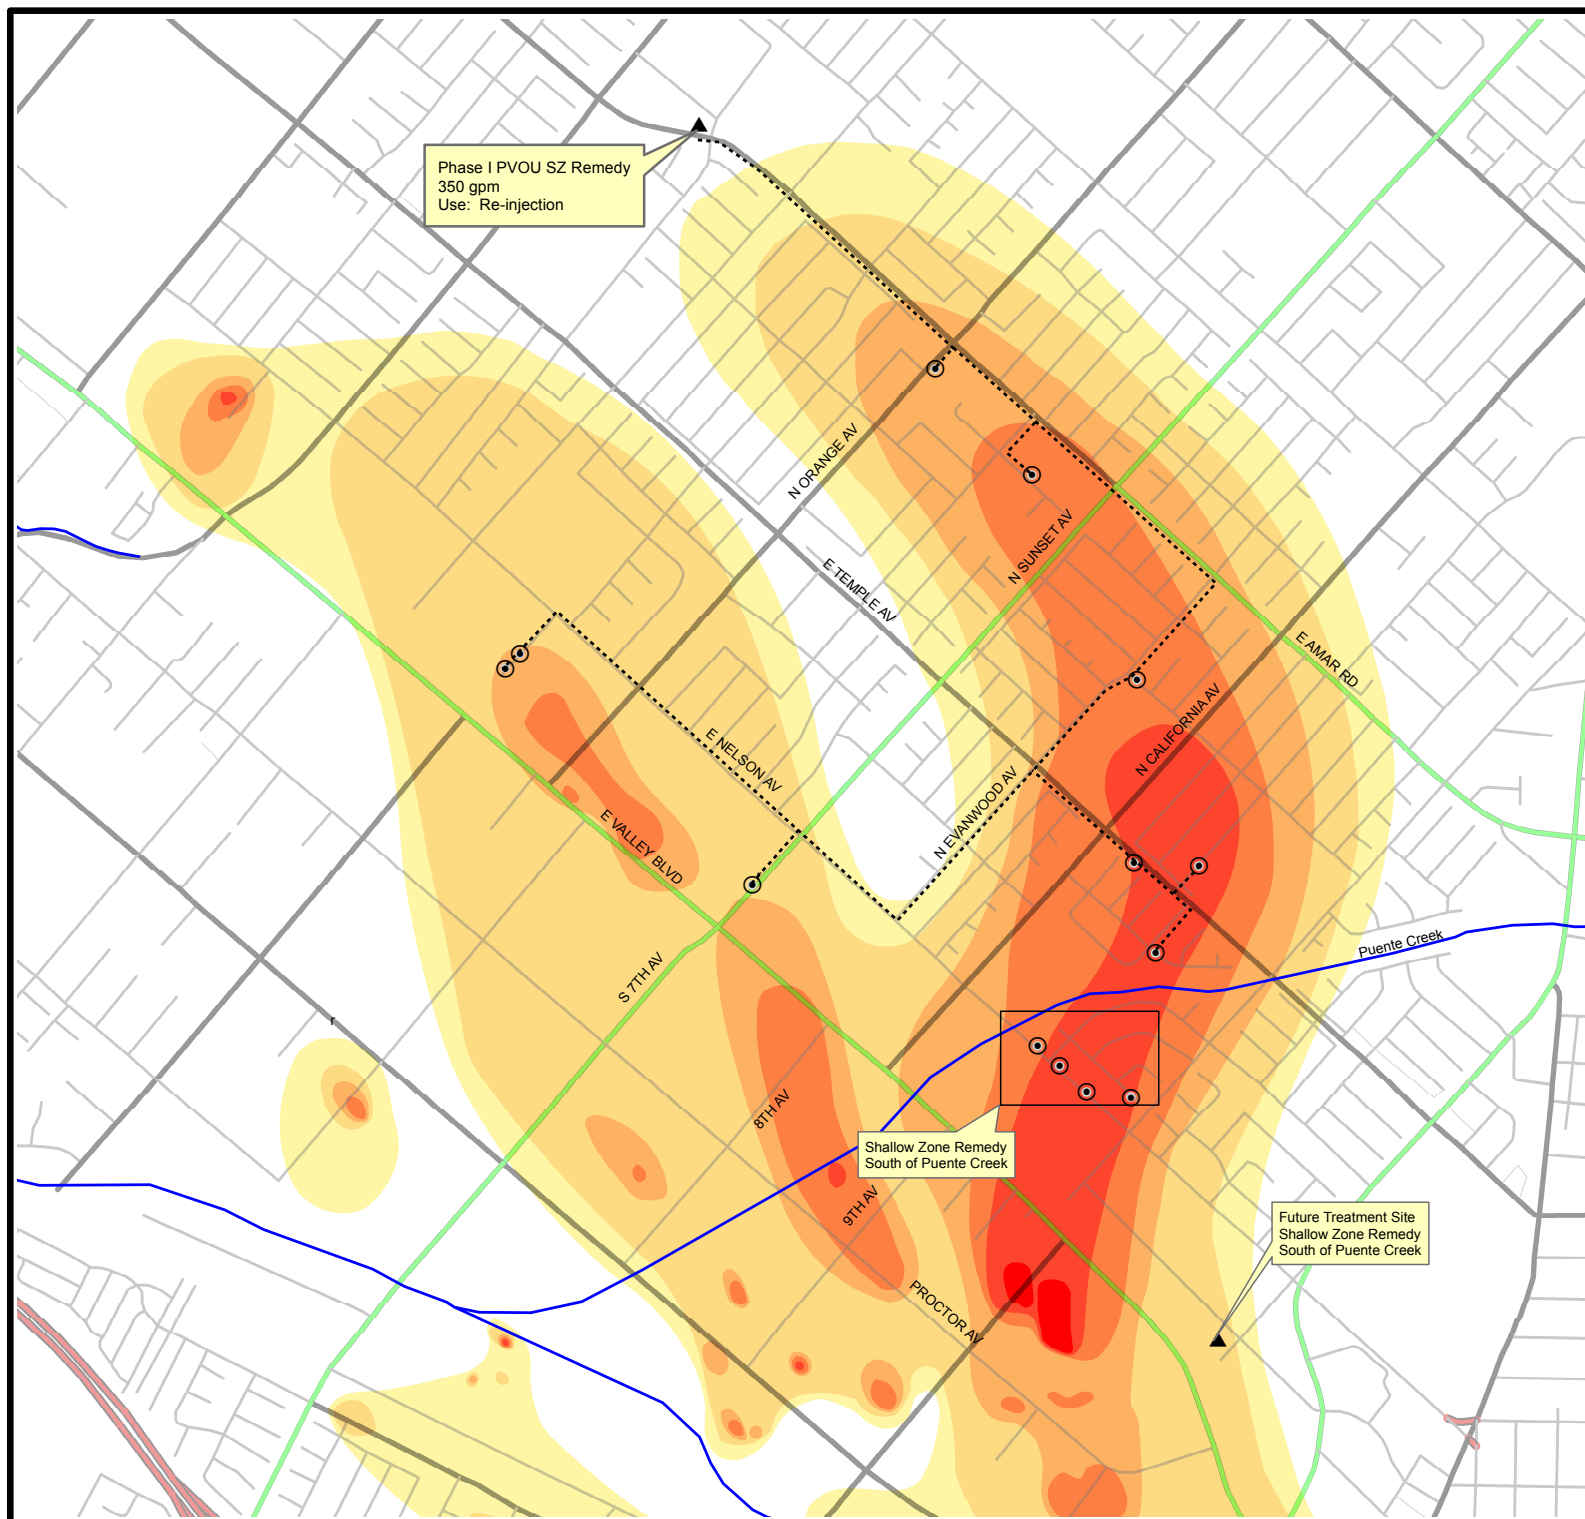 Phase I PVOU SZ Remedy
350 gpm
Use: Re-injection
N ORANGE AV
N SUNSET AV
E TEMPLE AV
E AMAR RD
N CALIFORNIA AV
E NELSON AV
N EVANWOOD AV
E VALLEY BLVD
Puente Creek
S 7TH AV
r
8TH AV
Shallow Zone Remedy
South of Puente Creek
9TH AV
Future Treatment Site
Shallow Zone Remedy
South of Puente Creek
PROCTOR AV